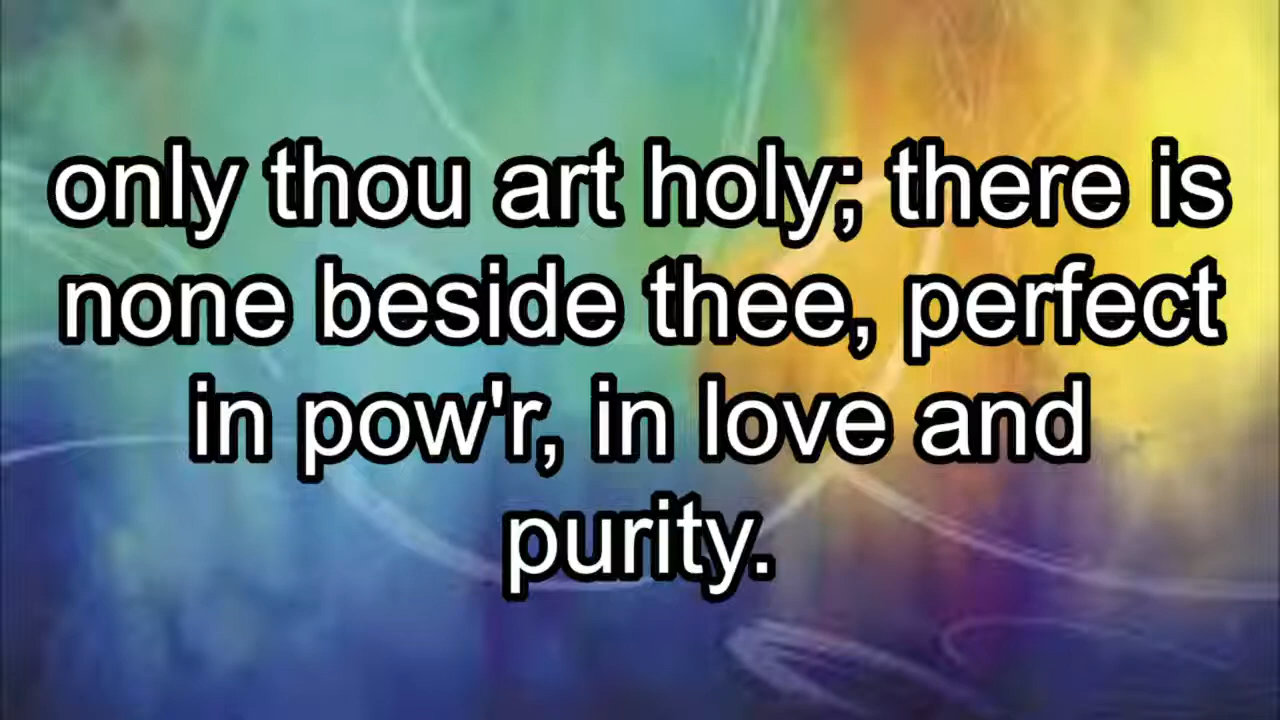 only thou art holy; there is
none beside thee, perfect
in pow'r, in love and
purity.